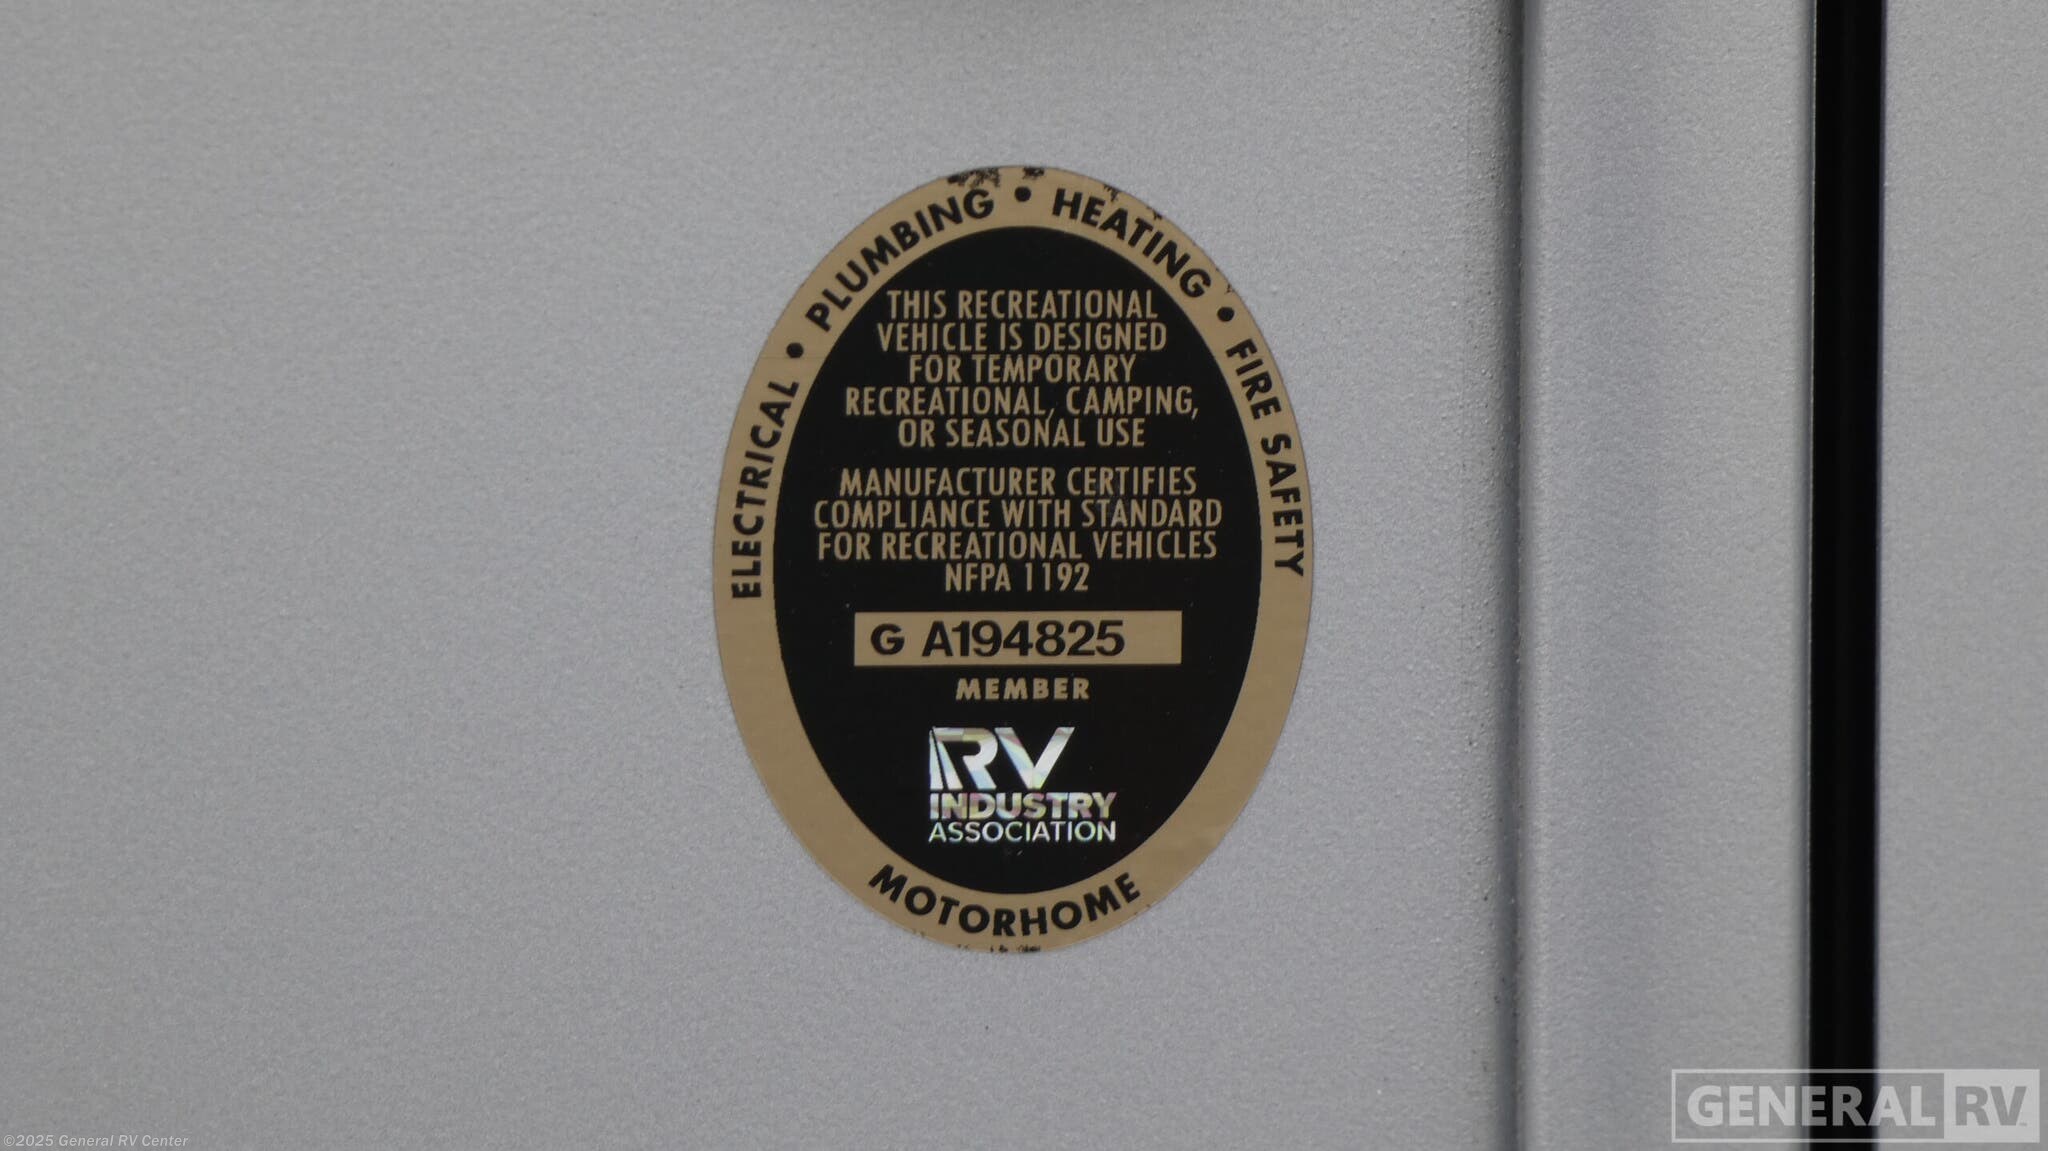 ELECTRICAL • PLUMBING • HEATING • FIRE SAFETY
THIS RECREATIONAL
VEHICLE IS DESIGNED
FOR TEMPORARY
RECREATIONAL, CAMPING,
OR SEASONAL USE
MANUFACTURER CERTIFIES
COMPLIANCE WITH STANDARD
FOR RECREATIONAL VEHICLES
NFPA 1192
G A194825
MEMBER
RV
INDUSTRY
ASSOCIATION
MOTORHOME
GENERAL RV
©2025 General RV Center